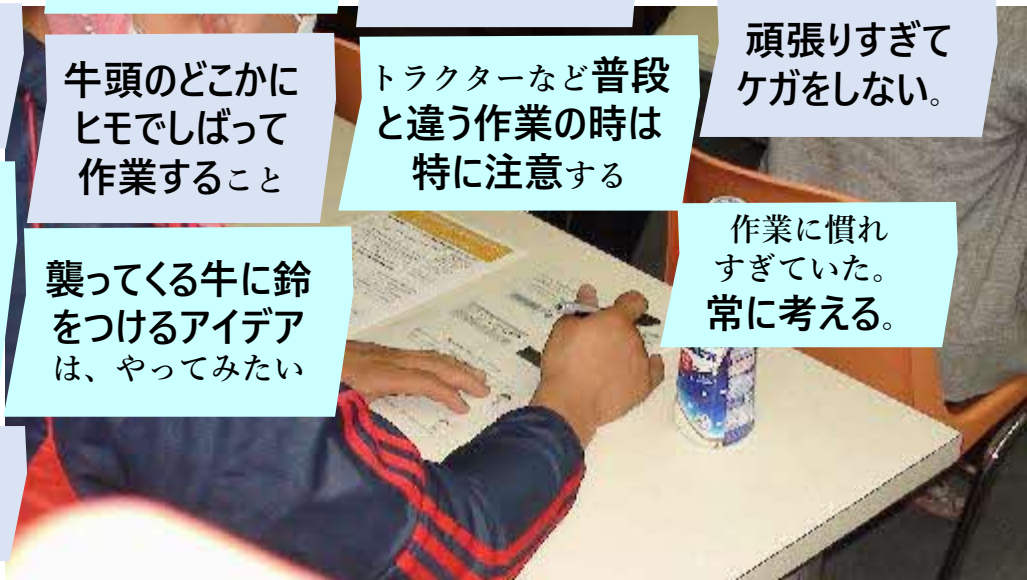 牛頭のどこかに
ヒモでしばって
作業すること
トラクターなど普段
と違う作業の時は
特に注意する
頑張りすぎて
ケガをしない。
襲ってくる牛に鈴
をつけるアイデア
は、やってみたい
作業に慣れ
すぎていた。
常に考える。